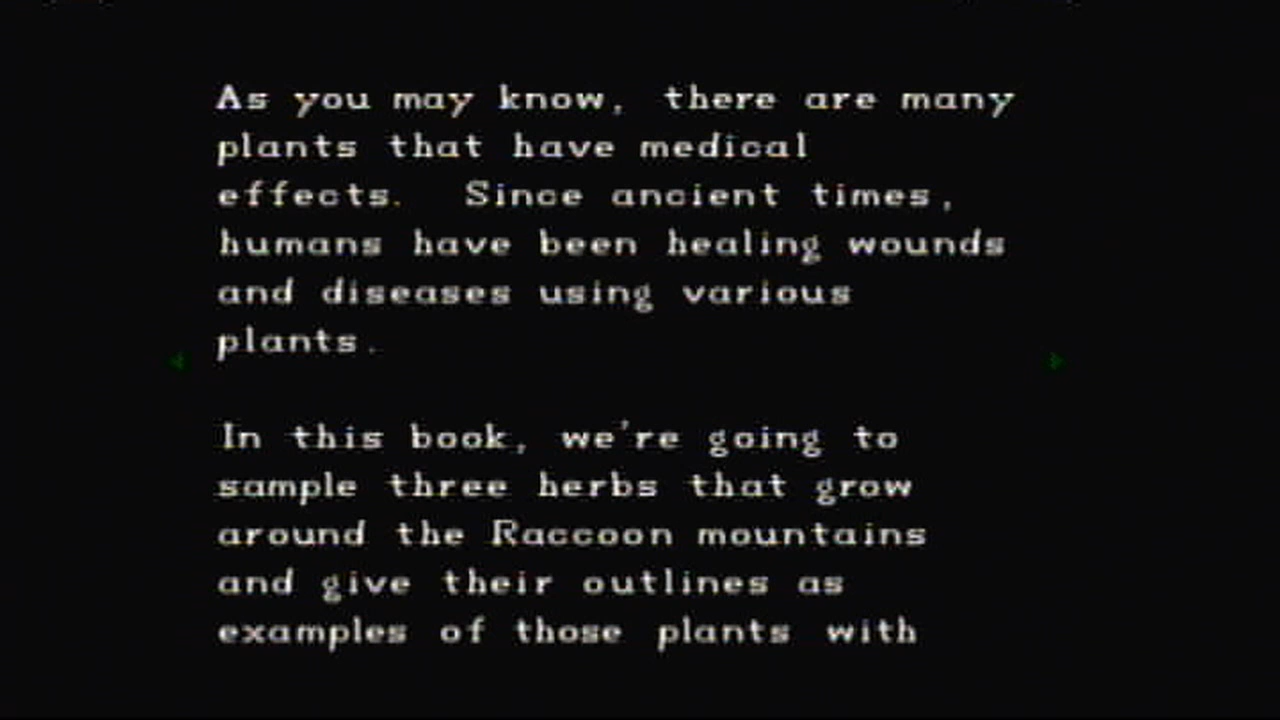 As you may know, there are many
plants that have medical
effects.  Since ancient times,
humans have been healing wounds
and diseases using various
plants.
In this book, we're going to
sample three herbs that grow
around the Raccoon mountains
and give their outlines as
examples of those plants with